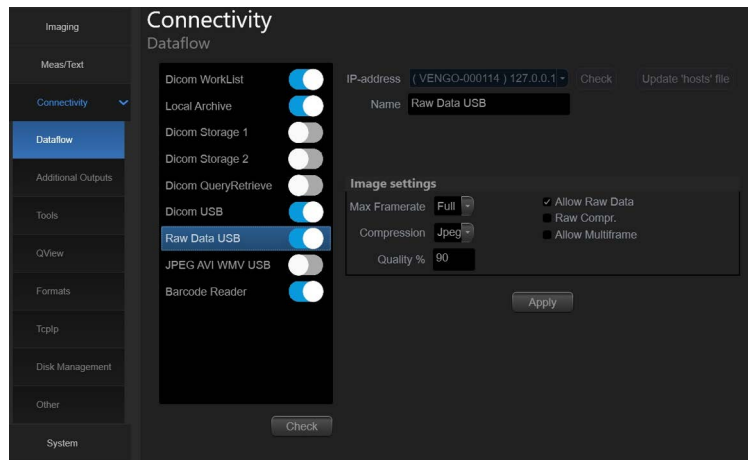 Connectivity
Dataflow
Imaging
Meas/Text
Connectivity
Dataflow
Additional Outputs
Tools
QView
Formats
TcpIp
Disk Management
Other
System
Dicom WorkList
Local Archive
Dicom Storage 1
Dicom Storage 2
Dicom QueryRetrieve
Dicom USB
Raw Data USB
JPEG AVI WMV USB
Barcode Reader
Check
IP-address ( VENGO-000114 ) 127.0.0.1 Check Update 'hosts' file
Name Raw Data USB
Image settings
Max Framerate Full
Compression Jpeg
Quality % 90
Allow Raw Data
Raw Compr.
Allow Multiframe
Apply